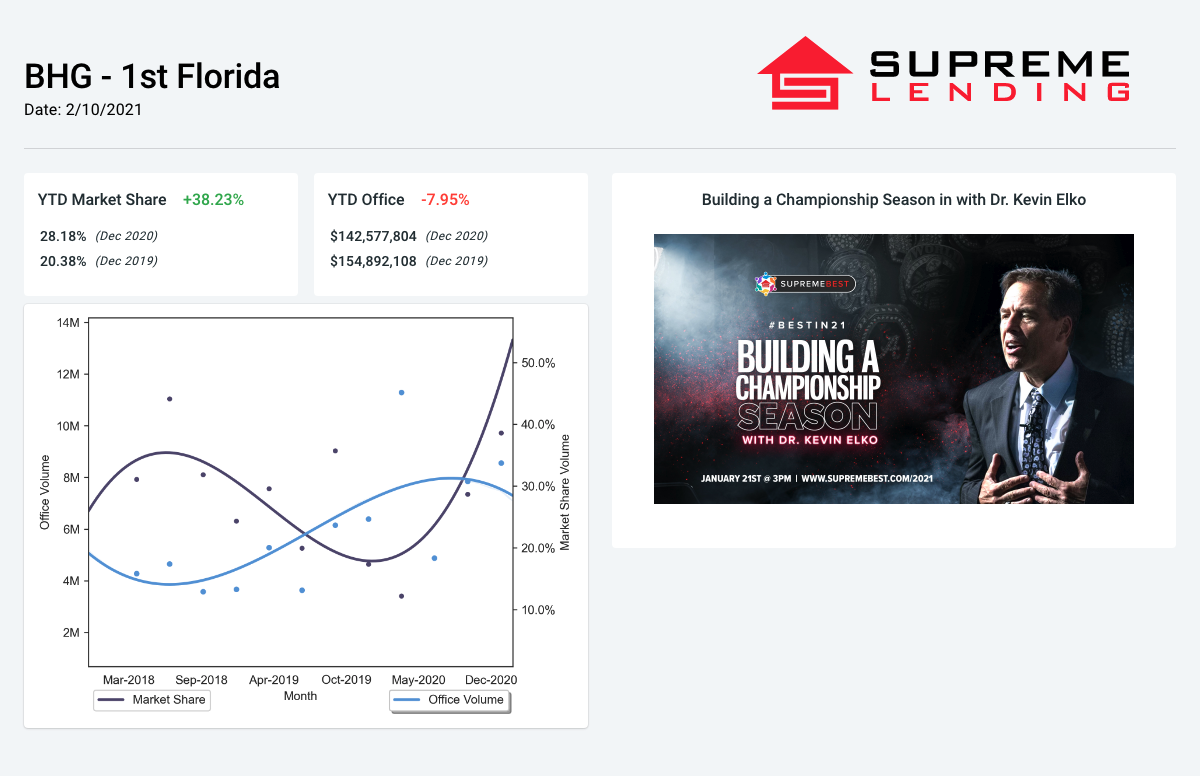 BHG - 1st Florida
Date: 2/10/2021
SUPREME
LENDING
YTD Market Share +38.23%
28.18% (Dec 2020)
20.38% (Dec 2019)
YTD Office -7.95%
$142,577,804 (Dec 2020)
$154,892,108 (Dec 2019)
Building a Championship Season in with Dr. Kevin Elko
SUPREMEBEST
#BESTIN21
BUILDING A
CHAMPIONSHIP
SEASON
WITH DR. KEVIN ELKO
JANUARY 21ST @ 3PM | WWW.SUPREMEBEST.COM/2021
14M
12M
10M
8M
6M
4M
2M
Office Volume
50.0%
40.0%
30.0%
20.0%
10.0%
Market Share Volume
Mar-2018 Sep-2018 Apr-2019 Oct-2019 May-2020 Dec-2020
Month
Market Share
Office Volume